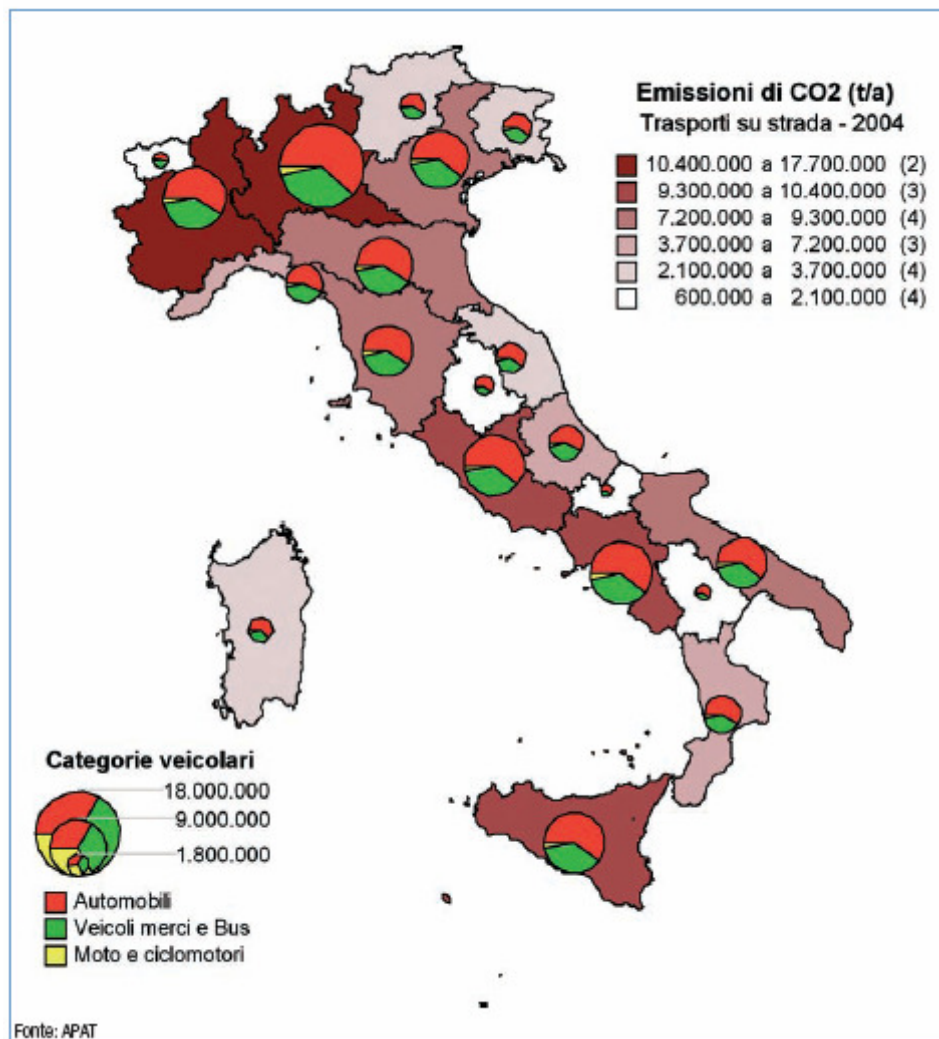 Emissioni di CO2 (t/a)
Trasporti su strada - 2004
10.400.000 a 17.700.000 (2)
9.300.000 a 10.400.000 (3)
7.200.000 a 9.300.000 (4)
3.700.000 a 7.200.000 (3)
2.100.000 a 3.700.000 (4)
600.000 a 2.100.000 (4)
Categorie veicolari
18.000.000
9.000.000
1.800.000
Automobili
Veicoli merci e Bus
Moto e ciclomotori
Fonte: APAT